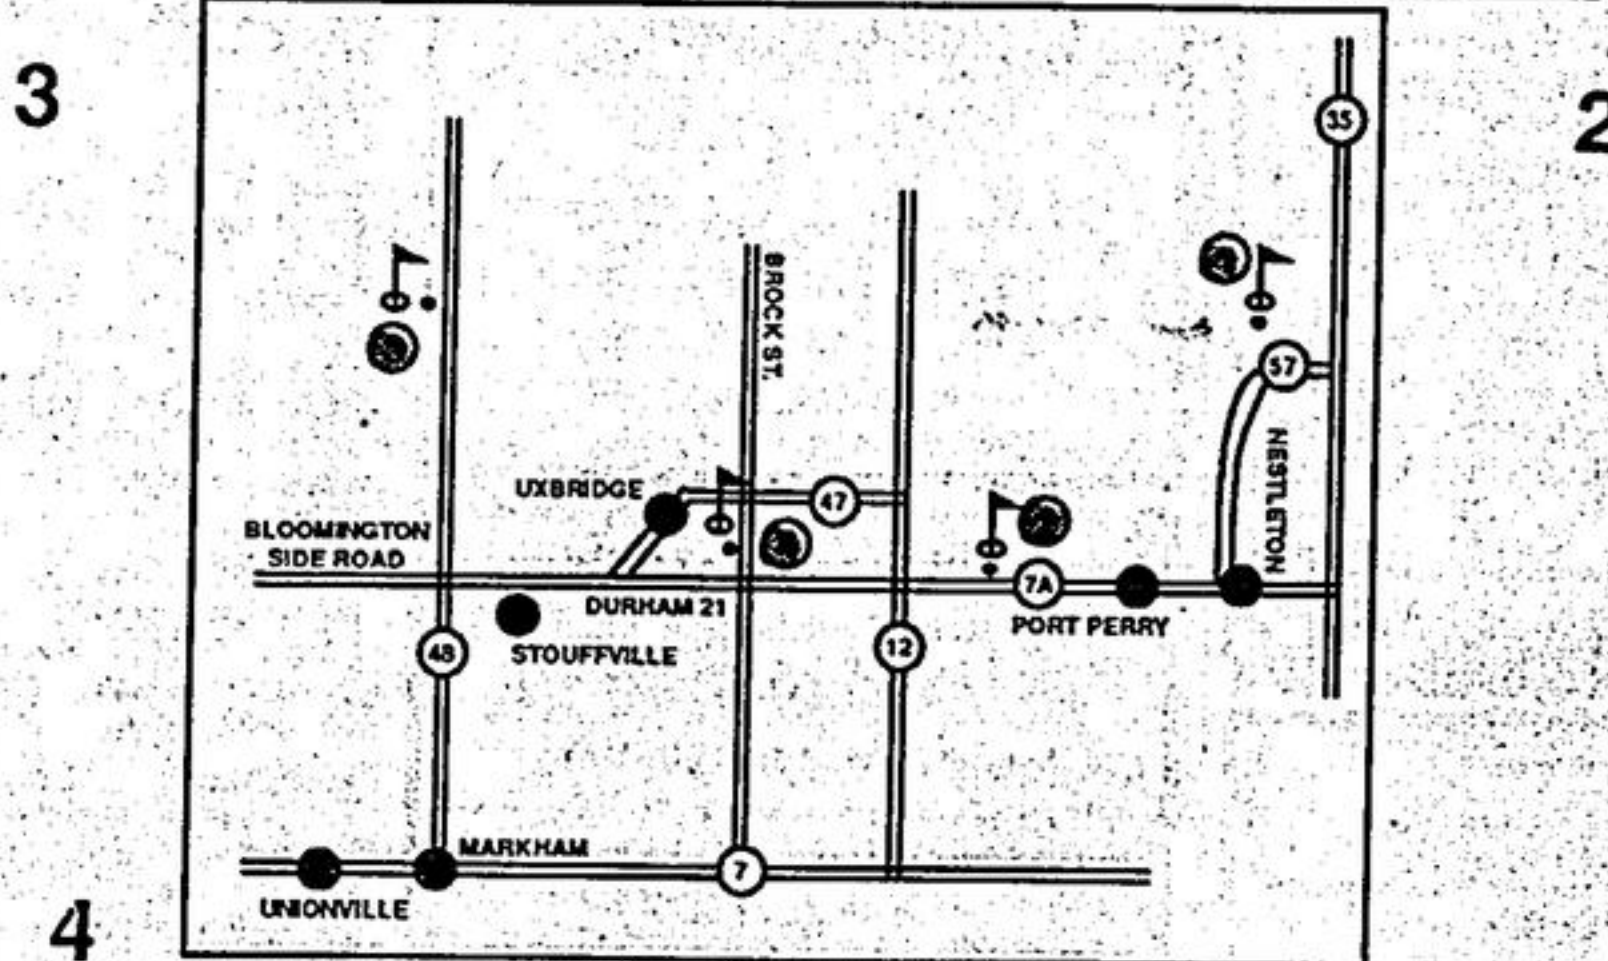 3
2
35
BROCK ST.
57
NESTLETON
UXBRIDGE
47
BLOOMINGTON
SIDE ROAD
7A
DURHAM 21
PORT PERRY
48
STOUFFVILLE
12
MARKHAM
7
UNIONVILLE
4